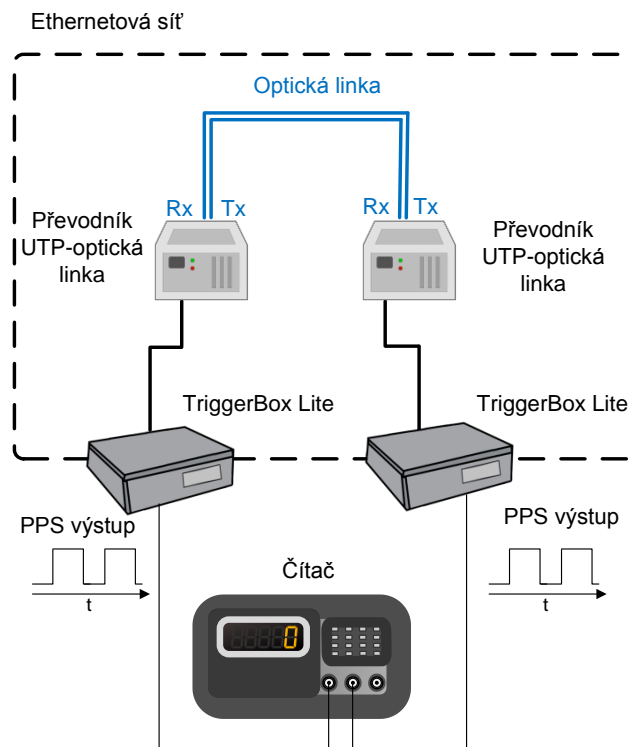 Ethernetová síť
Optická linka
Rx Tx
Rx Tx
Převodník
UTP-optická
linka
Převodník
UTP-optická
linka
TriggerBox Lite
TriggerBox Lite
PPS výstup
t
PPS výstup
t
Čítač
0